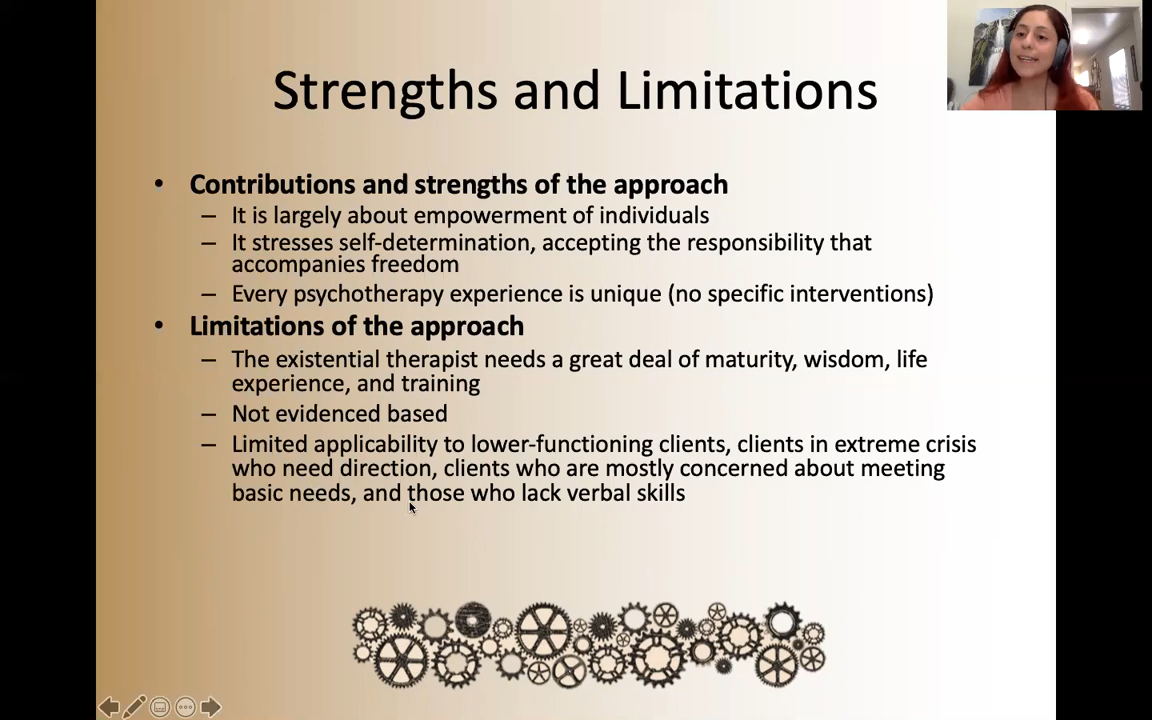 Strengths and Limitations
• Contributions and strengths of the approach
– It is largely about empowerment of individuals
– It stresses self-determination, accepting the responsibility that
accompanies freedom
– Every psychotherapy experience is unique (no specific interventions)
• Limitations of the approach
– The existential therapist needs a great deal of maturity, wisdom, life
experience, and training
– Not evidenced based
– Limited applicability to lower-functioning clients, clients in extreme crisis
who need direction, clients who are mostly concerned about meeting
basic needs, and those who lack verbal skills